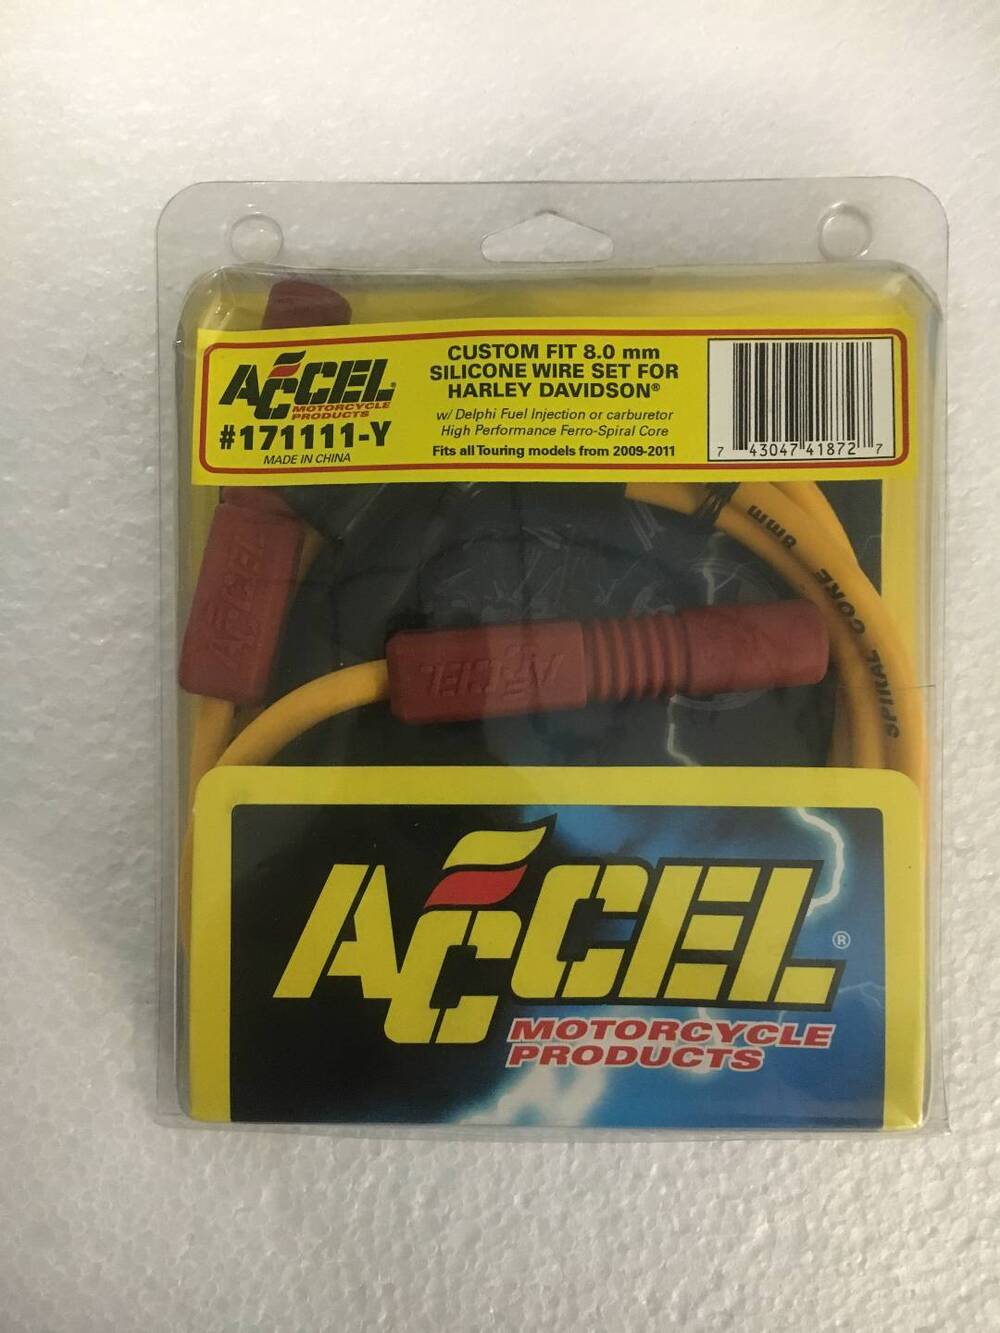 ACCEL®
MOTORCYCLE
PRODUCTS
#171111-Y
MADE IN CHINA
CUSTOM FIT 8.0 mm
SILICONE WIRE SET FOR
HARLEY DAVIDSON®
w/ Delphi Fuel Injection or carburetor
High Performance Ferro-Spiral Core
Fits all Touring models from 2009-2011
7 43047 41872 7
8mm
SPIRAL CORE
ACCEL
ACCEL
ACCEL®
MOTORCYCLE
PRODUCTS